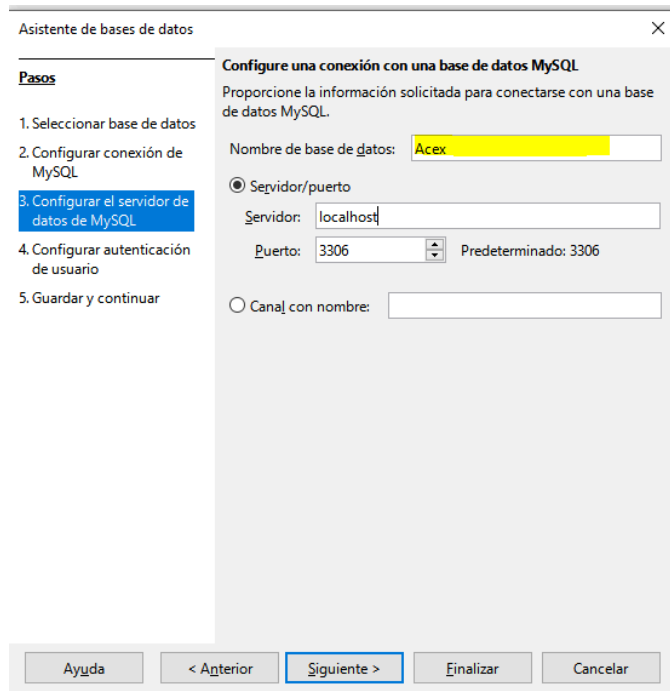 Asistente de bases de datos
Pasos
1. Seleccionar base de datos
2. Configurar conexión de
MySQL
3. Configurar el servidor de
datos de MySQL
4. Configurar autenticación
de usuario
5. Guardar y continuar
Configure una conexión con una base de datos MySQL
Proporcione la información solicitada para conectarse con una base
de datos MySQL.
Nombre de base de datos: Acex
Servidor/puerto
Servidor: localhost
Puerto: 3306 Predeterminado: 3306
Canal con nombre:
Ayuda < Anterior Siguiente > Finalizar Cancelar